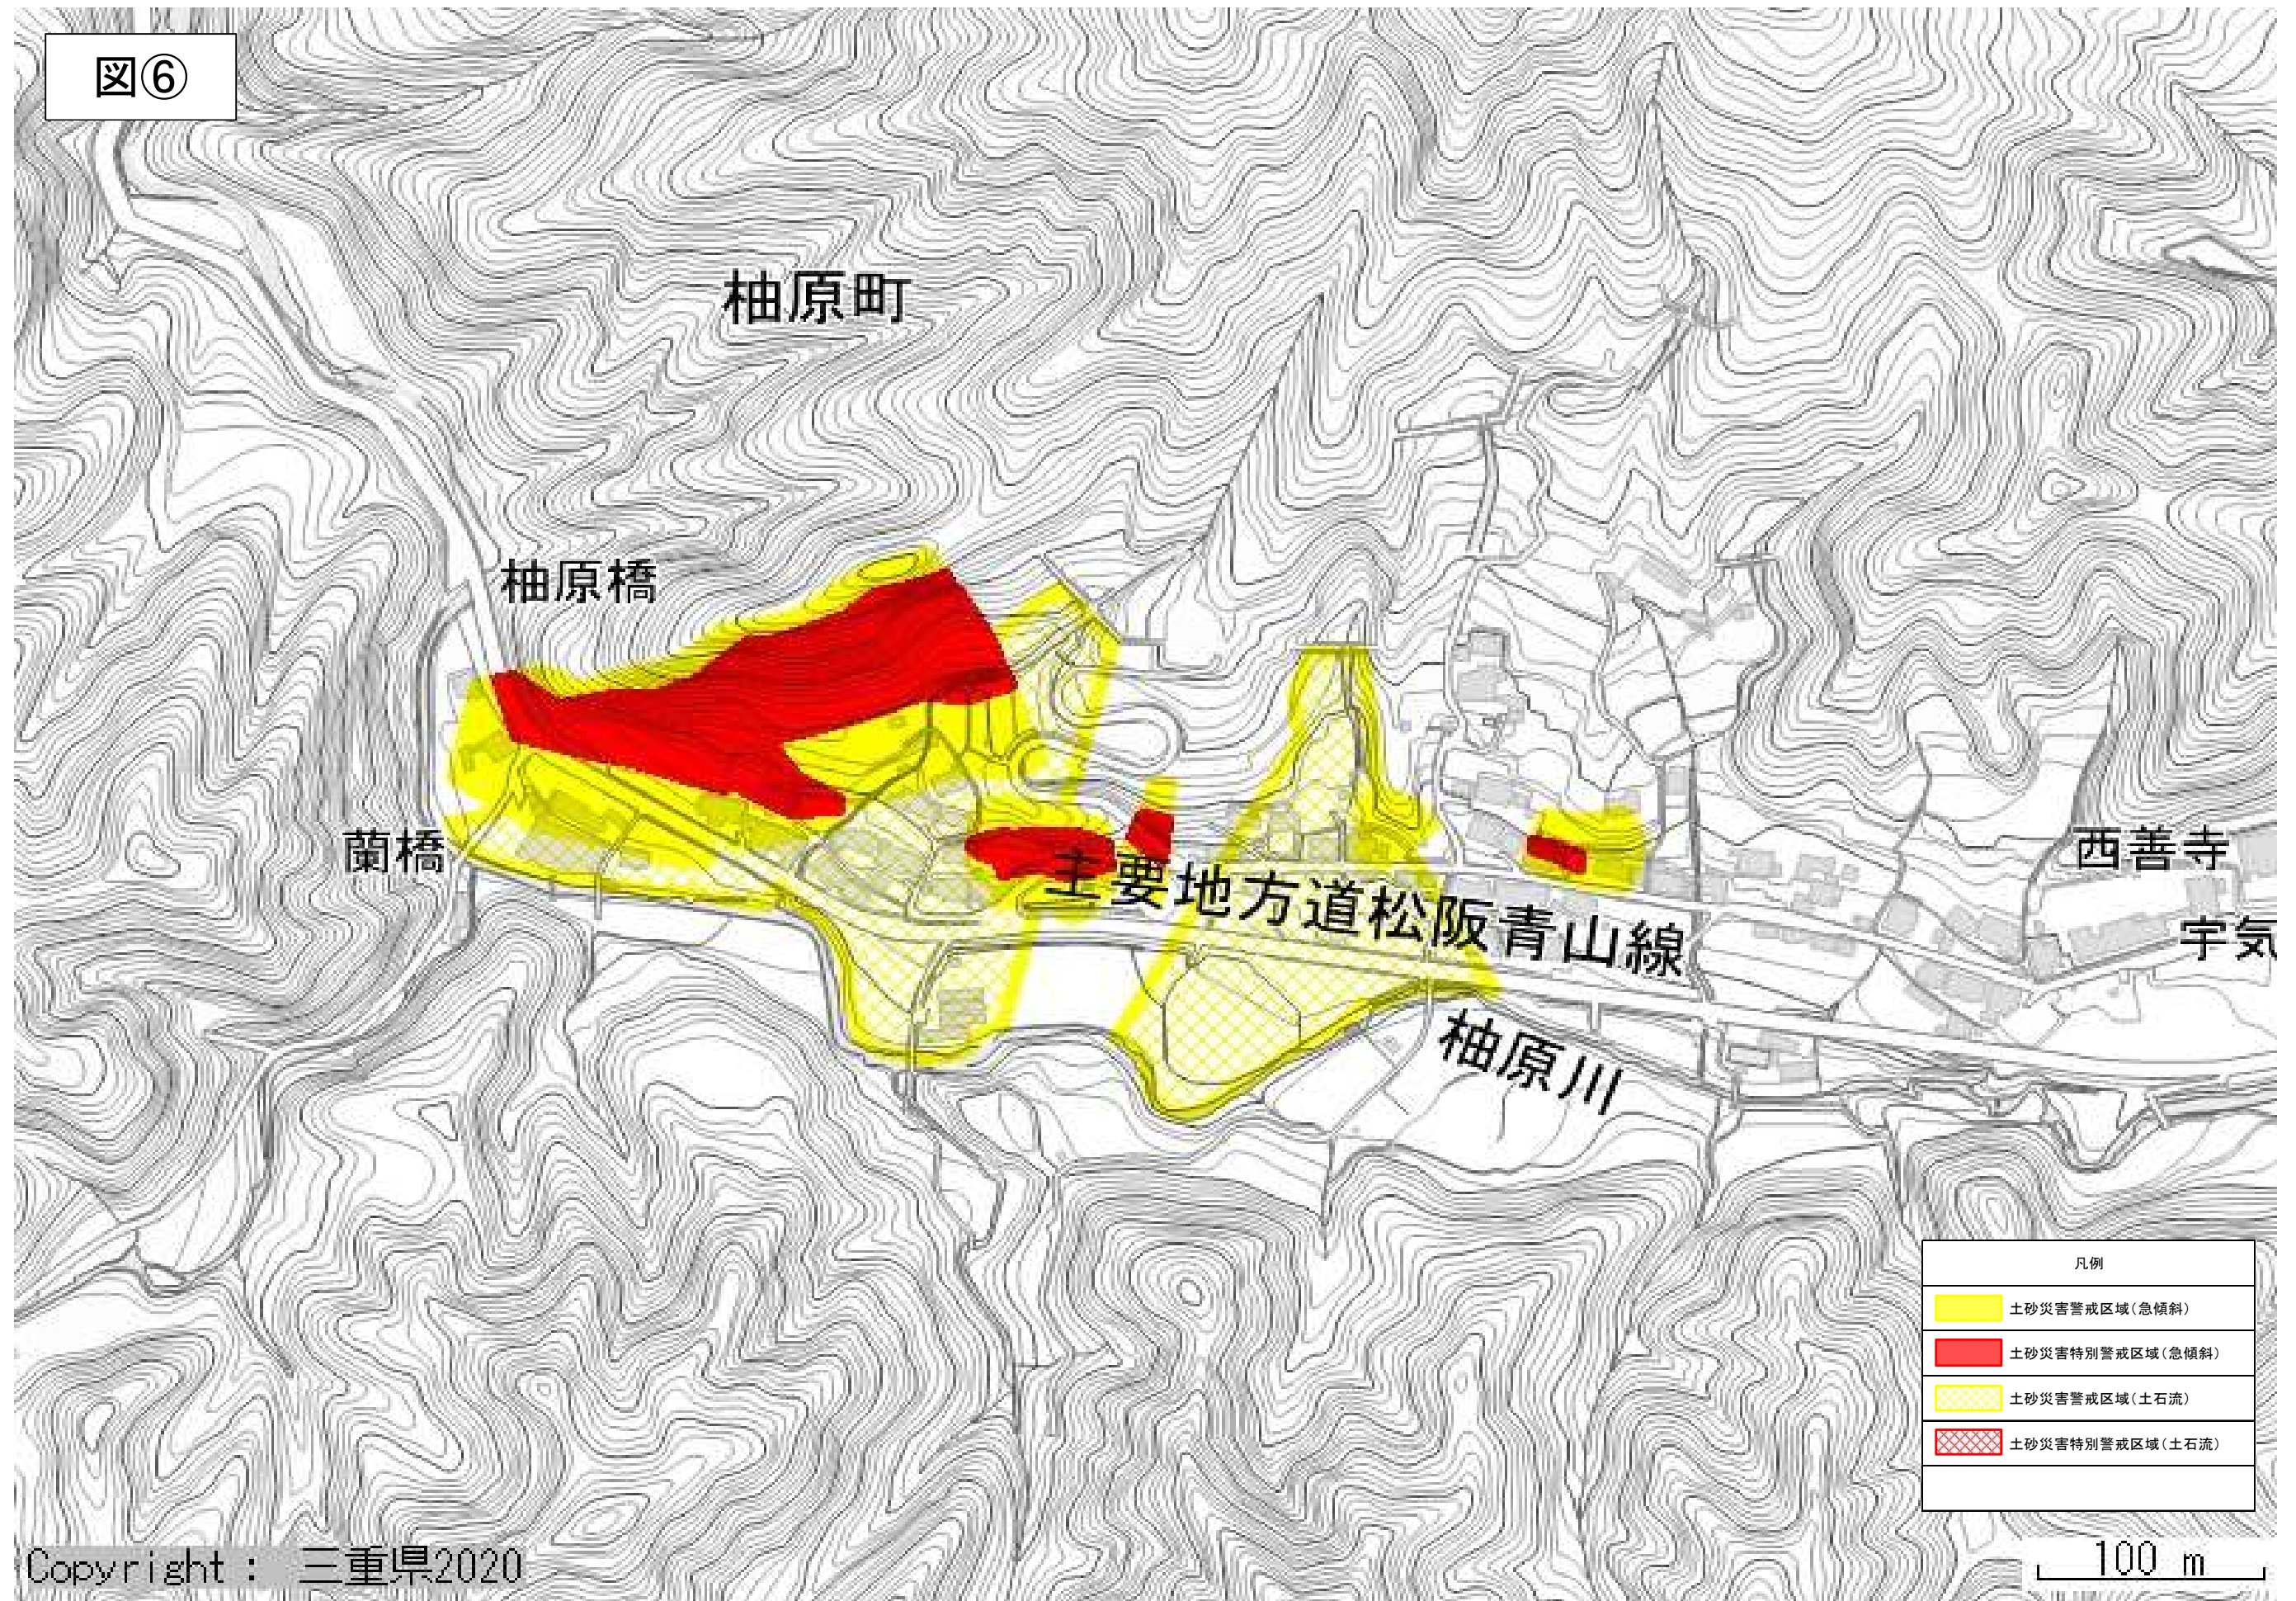 図⑥
柚原町
柚原橋
蘭橋
主要地方道松阪青山線
西善寺
宇気
柚原川
凡例
土砂災害警戒区域(急傾斜)
土砂災害特別警戒区域(急傾斜)
土砂災害警戒区域(土石流)
土砂災害特別警戒区域(土石流)
Copyright : 三重県2020
100 m